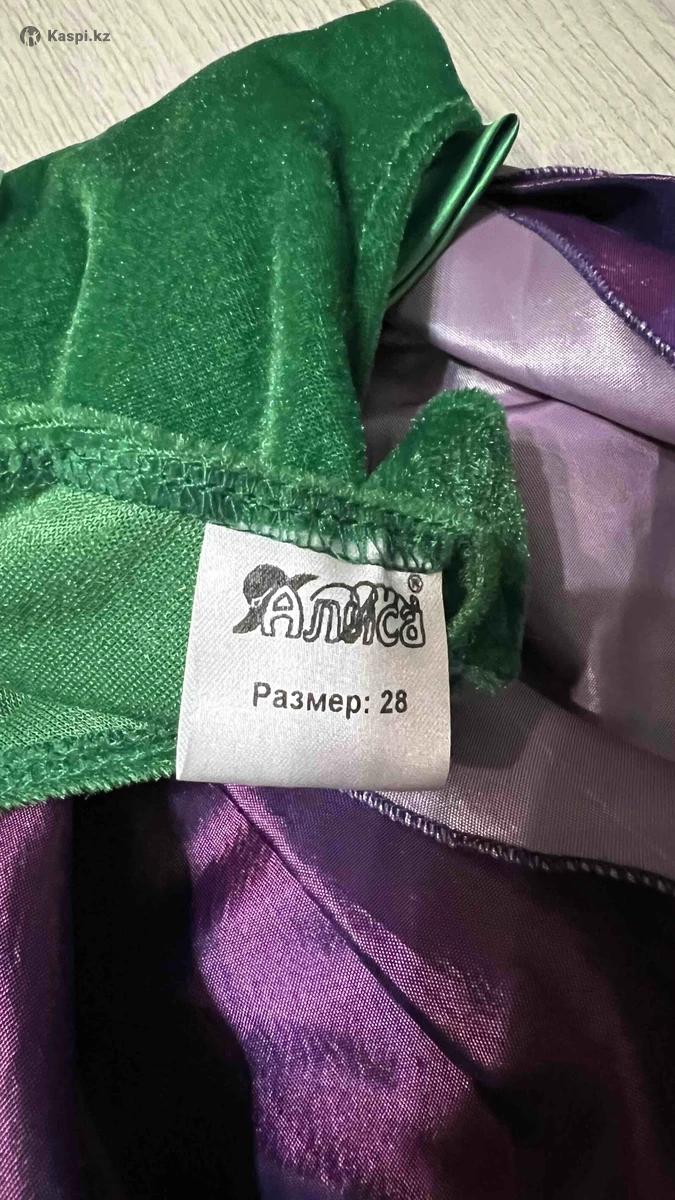 Kaspi.kz
Алиса®
Размер: 28